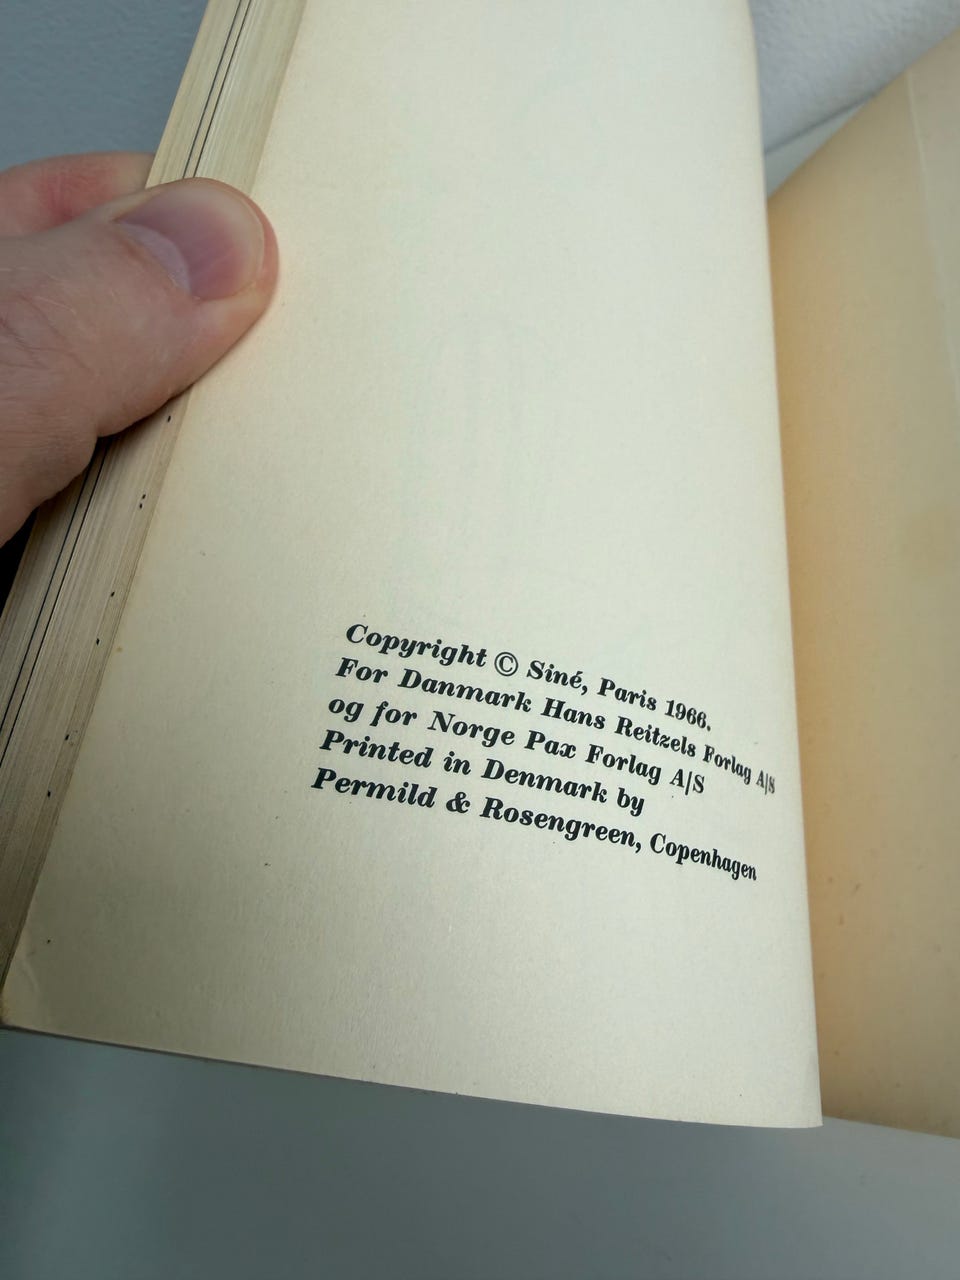 Copyright © Siné, Paris 1966.
For Danmark Hans Reitzels Forlag A/S
og for Norge Pax Forlag A/S
Printed in Denmark by
Permild & Rosengreen, Copenhagen